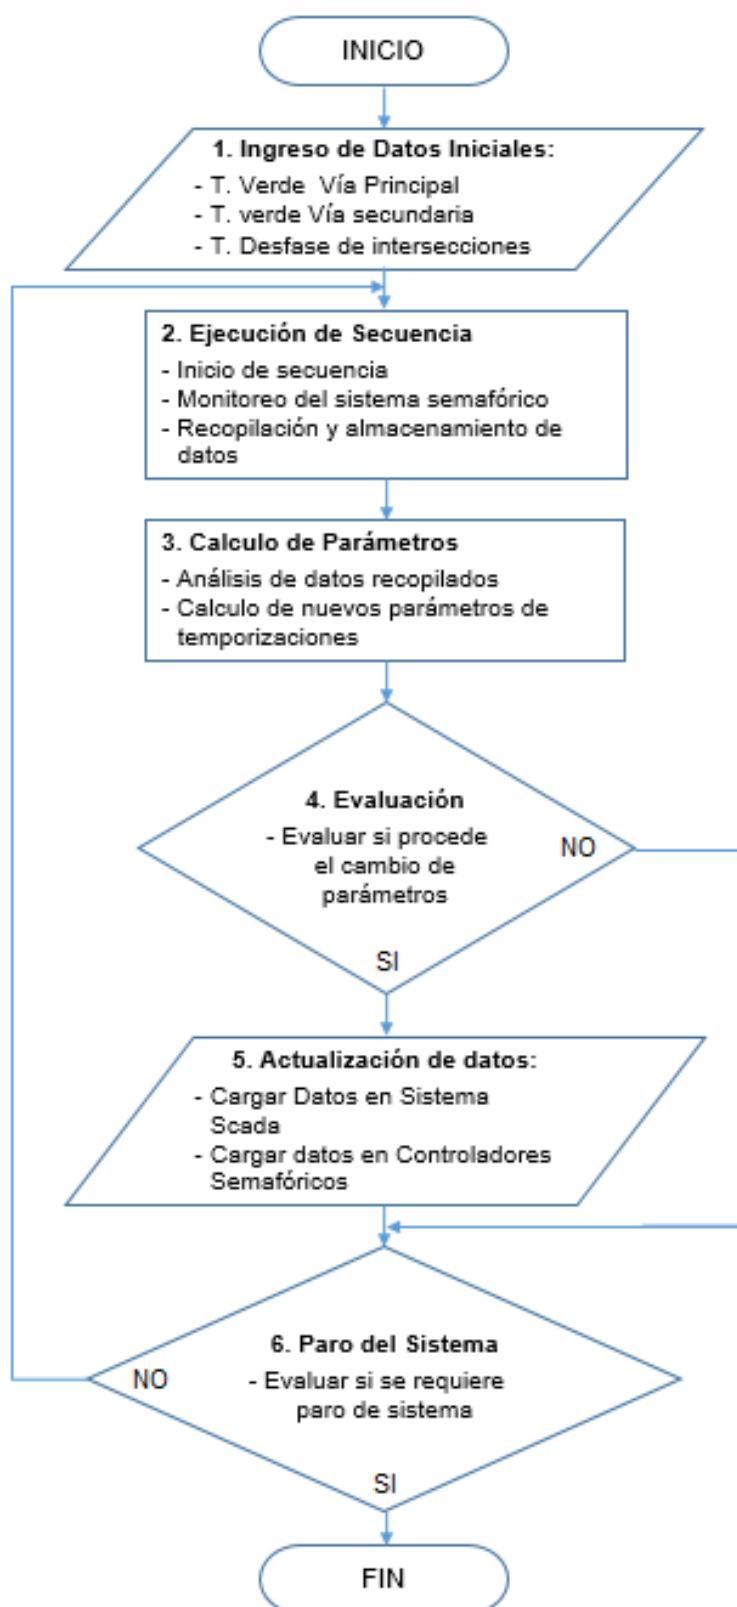 INICIO
1. Ingreso de Datos Iniciales:
- T. Verde Vía Principal
- T. verde Vía secundaria
- T. Desfase de intersecciones
2. Ejecución de Secuencia
- Inicio de secuencia
- Monitoreo del sistema semafórico
- Recopilación y almacenamiento de
datos
3. Calculo de Parámetros
- Análisis de datos recopilados
- Calculo de nuevos parámetros de
temporizaciones
4. Evaluación
- Evaluar si procede
el cambio de
parámetros
NO
SI
5. Actualización de datos:
- Cargar Datos en Sistema
Scada
- Cargar datos en Controladores
Semafóricos
6. Paro del Sistema
- Evaluar si se requiere
paro de sistema
NO
SI
FIN